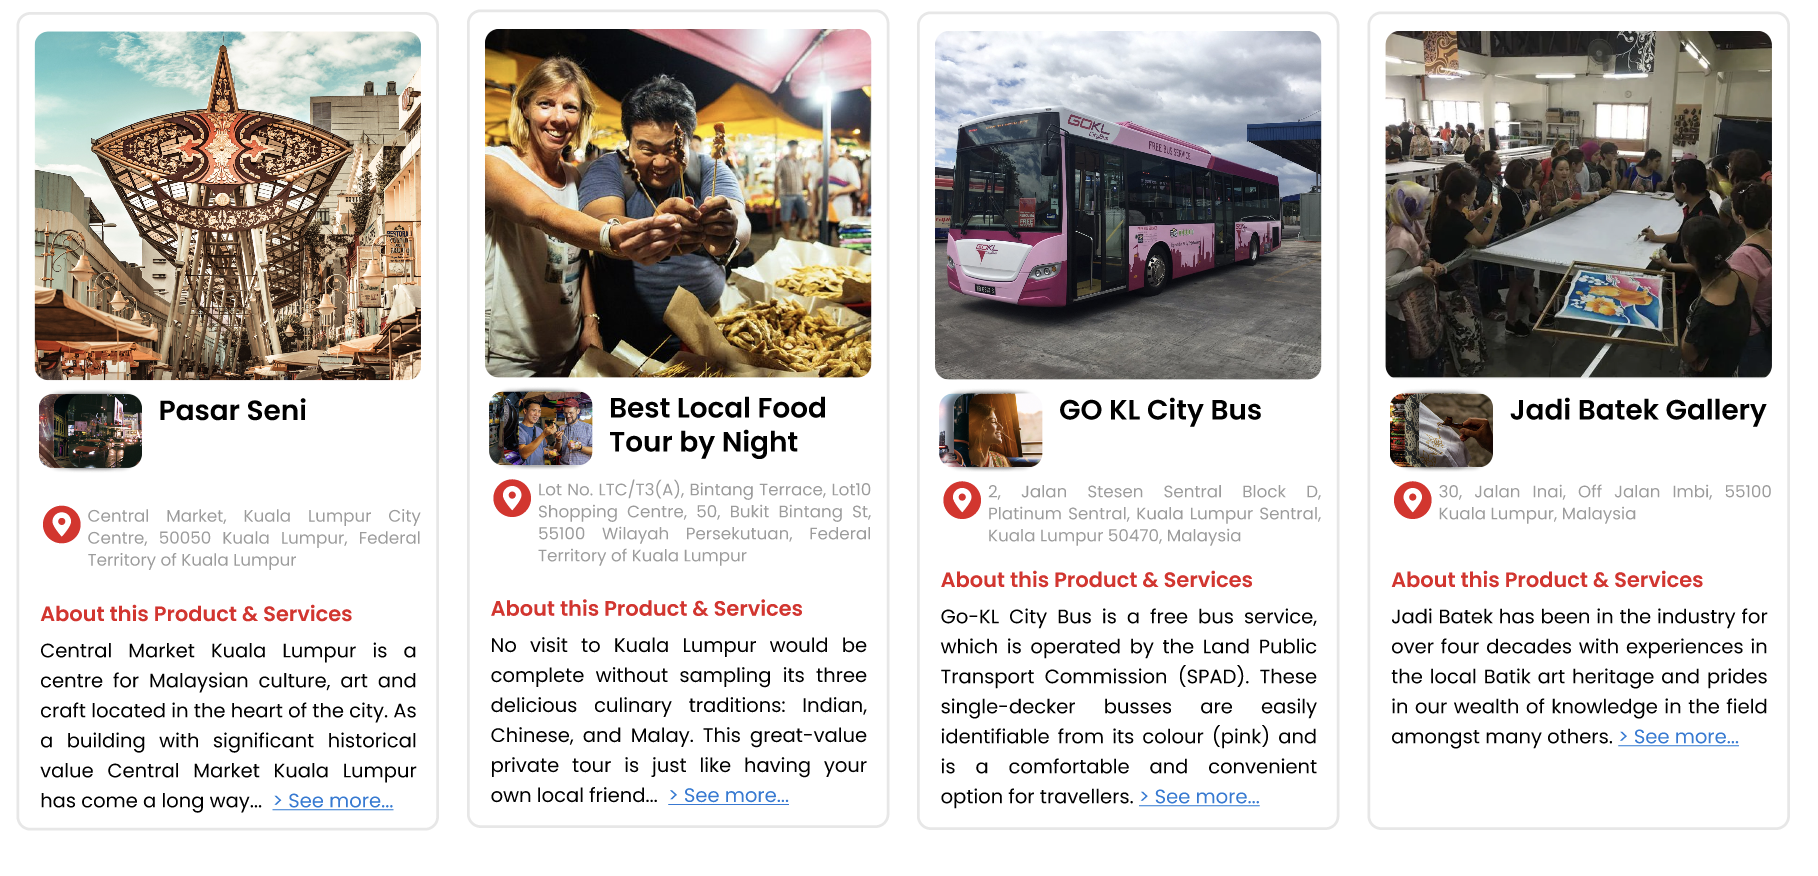 Pasar Seni
Central Market, Kuala Lumpur City
Centre, 50050 Kuala Lumpur, Federal
Territory of Kuala Lumpur
About this Product & Services
Central Market Kuala Lumpur is a
centre for Malaysian culture, art and
craft located in the heart of the city. As
a building with significant historical
value Central Market Kuala Lumpur
has come a long way... > See more...
Best Local Food
Tour by Night
Lot No. LTC/T3(A), Bintang Terrace, Lot10
Shopping Centre, 50, Bukit Bintang St,
55100 Wilayah Persekutuan, Federal
Territory of Kuala Lumpur
About this Product & Services
No visit to Kuala Lumpur would be
complete without sampling its three
delicious culinary traditions: Indian,
Chinese, and Malay. This great-value
private tour is just like having your
own local friend... > See more...
GOKL
CityBus
FREE BUS SERVICE
GOKL
FREE
GO KL City Bus
2, Jalan Stesen Sentral Block D,
Platinum Sentral, Kuala Lumpur Sentral,
Kuala Lumpur 50470, Malaysia
About this Product & Services
Go-KL City Bus is a free bus service,
which is operated by the Land Public
Transport Commission (SPAD). These
single-decker busses are easily
identifiable from its colour (pink) and
is a comfortable and convenient
option for travellers. > See more...
Jadi Batek Gallery
30, Jalan Inai, Off Jalan Imbi, 55100
Kuala Lumpur, Malaysia
About this Product & Services
Jadi Batek has been in the industry for
over four decades with experiences in
the local Batik art heritage and prides
in our wealth of knowledge in the field
amongst many others. > See more...